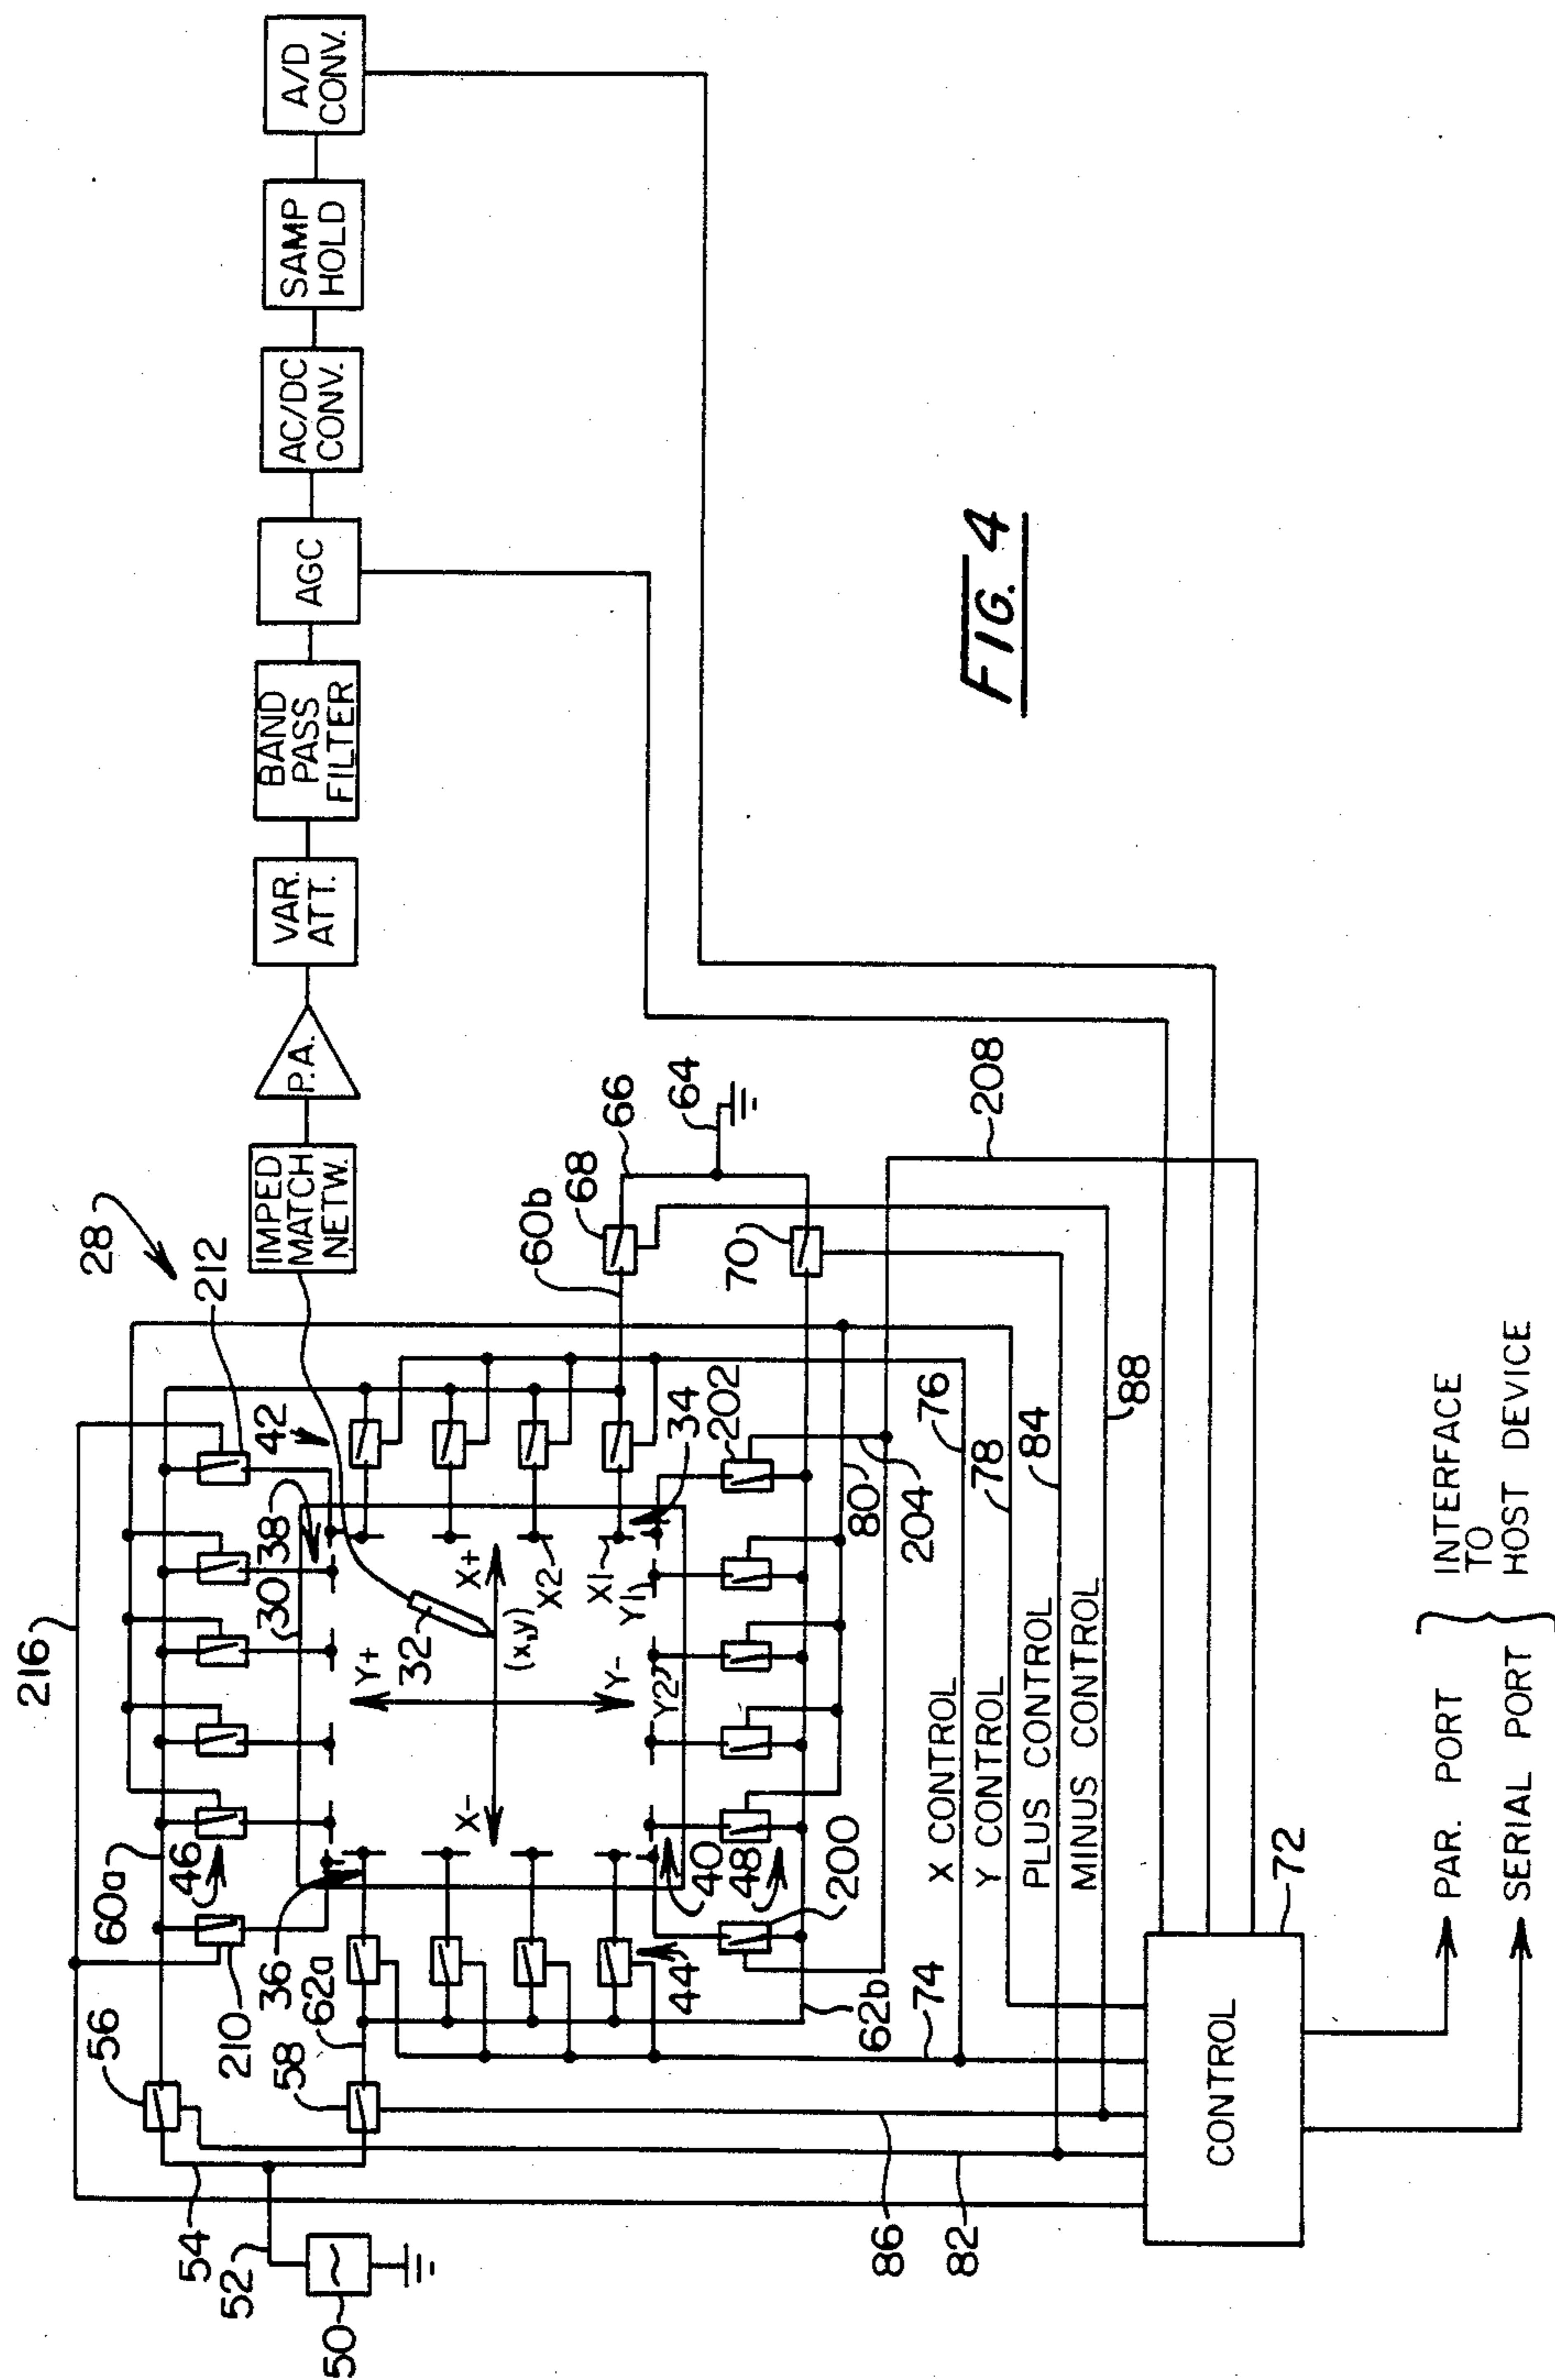 A/D
CONV.
SAMP
HOLD
AC/DC
CONV.
AGC
BAND
PASS
FILTER
VAR.
ATT.
P.A.
IMPED
MATCH
NETW.
28
212
216
42
38
30
60a
46
210
56
54
52
50
58
62a
36
Y+
32
X+
X-
(x,y)
Y-
X2
X1
Y1
Y2
34
202
60b
68
66
64
70
208
44
40
48
200
62b
80
204
76
78
84
88
X CONTROL
Y CONTROL
PLUS CONTROL
MINUS CONTROL
74
86
82
72
CONTROL
PAR. PORT
SERIAL PORT
INTERFACE
TO
HOST DEVICE
FIG. 4